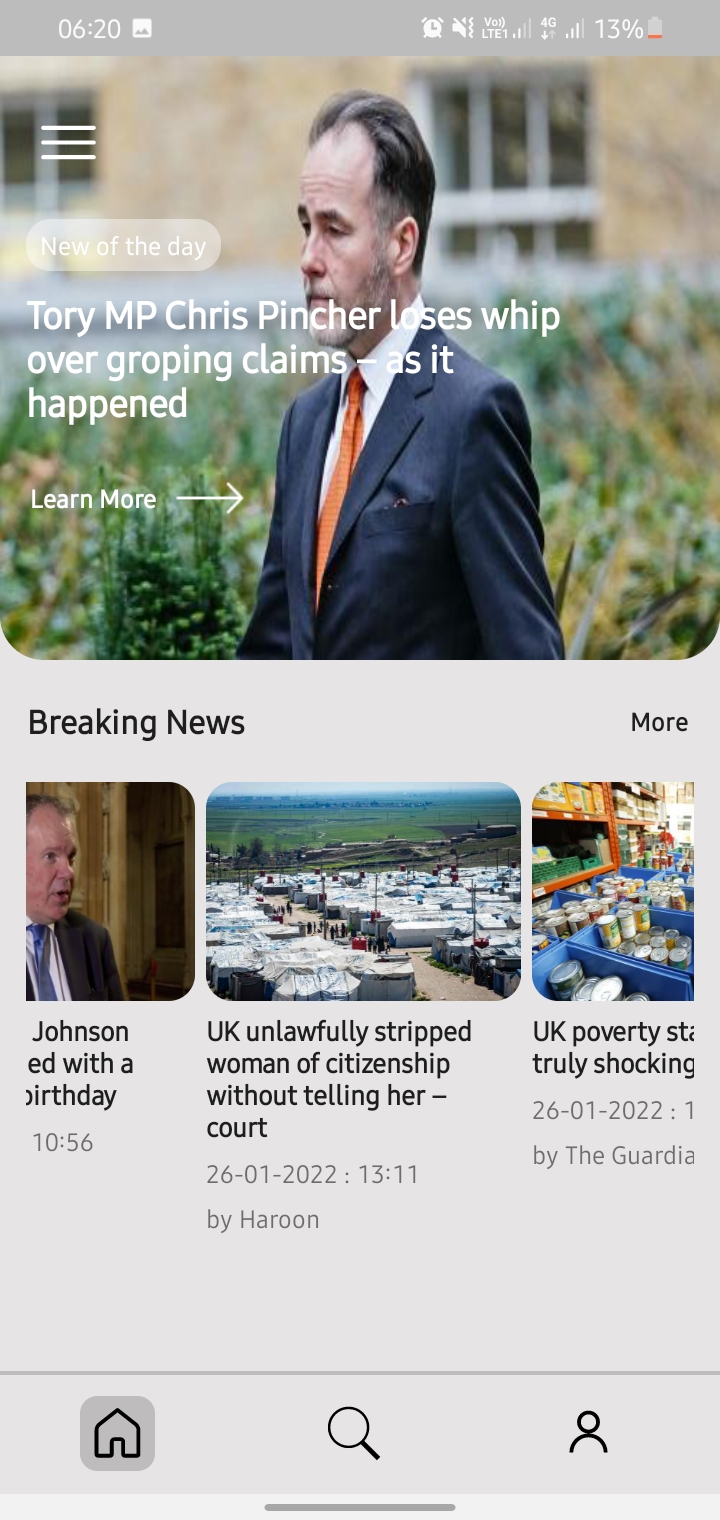 06:20
Vo)) LTE1 4G 13%
New of the day
Tory MP Chris Pincher loses whip
over groping claims – as it
happened
Learn More
Breaking News
More
Johnson
ed with a
birthday
10:56
UK unlawfully stripped
woman of citizenship
without telling her –
court
26-01-2022 : 13:11
by Haroon
UK poverty sta
truly shocking
26-01-2022 : 1
by The Guardia